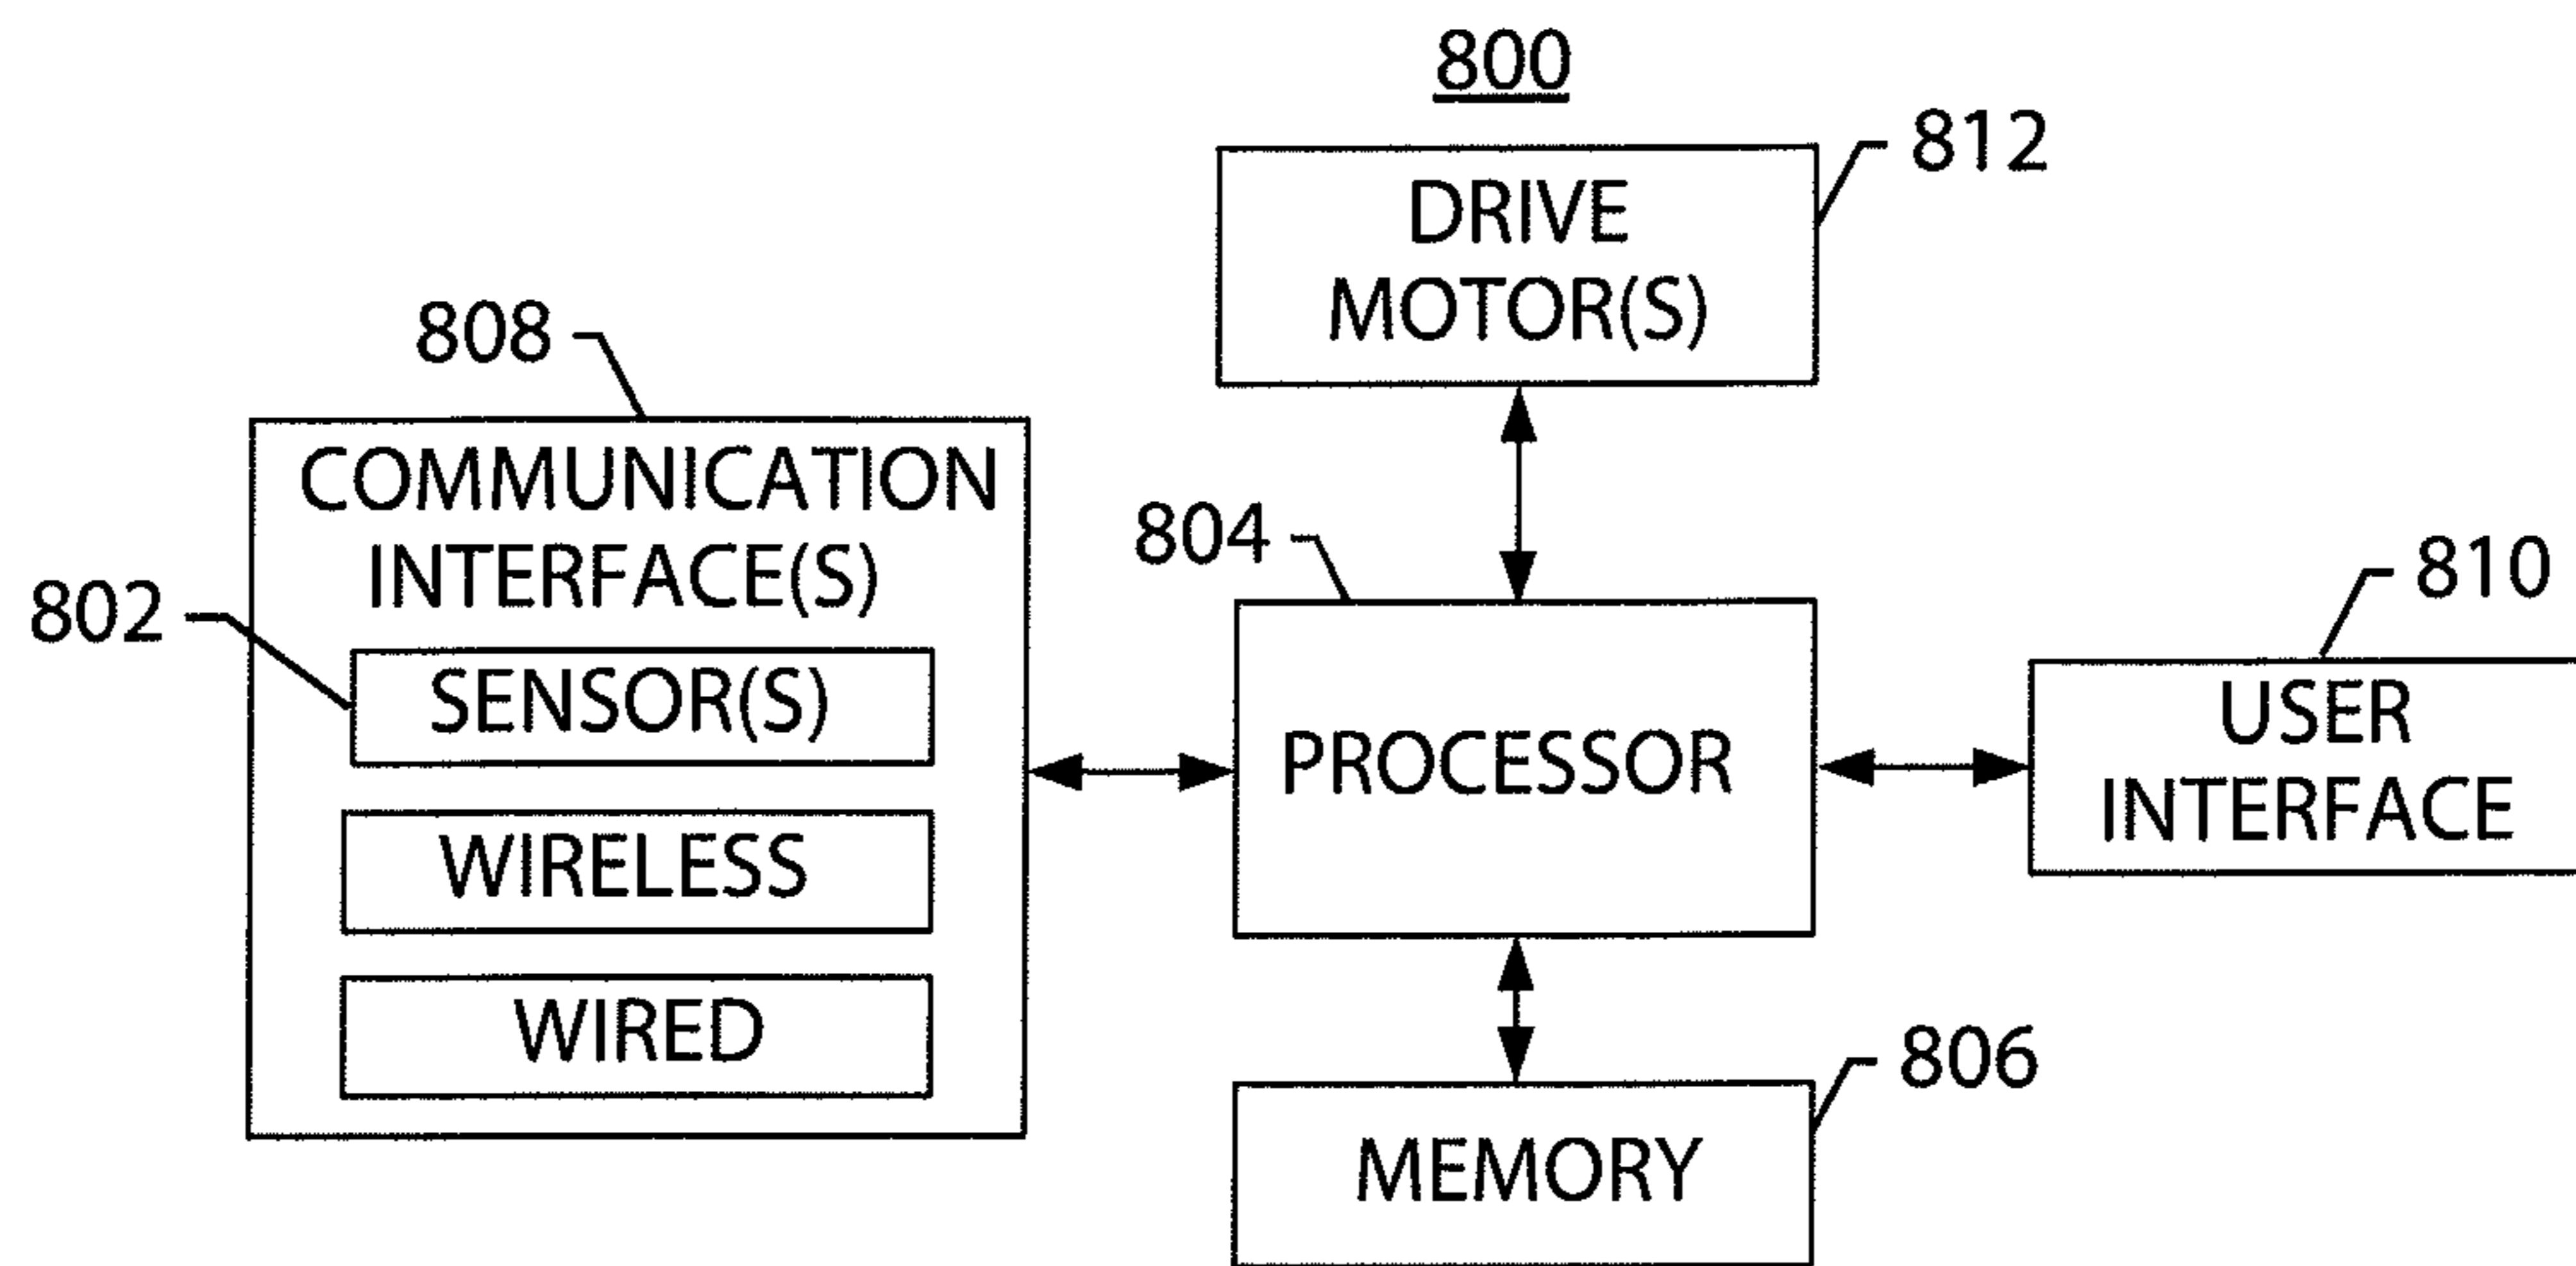 800
812
DRIVE
MOTOR(S)
808
COMMUNICATION
INTERFACE(S)
802
SENSOR(S)
WIRELESS
WIRED
804
PROCESSOR
810
USER
INTERFACE
806
MEMORY